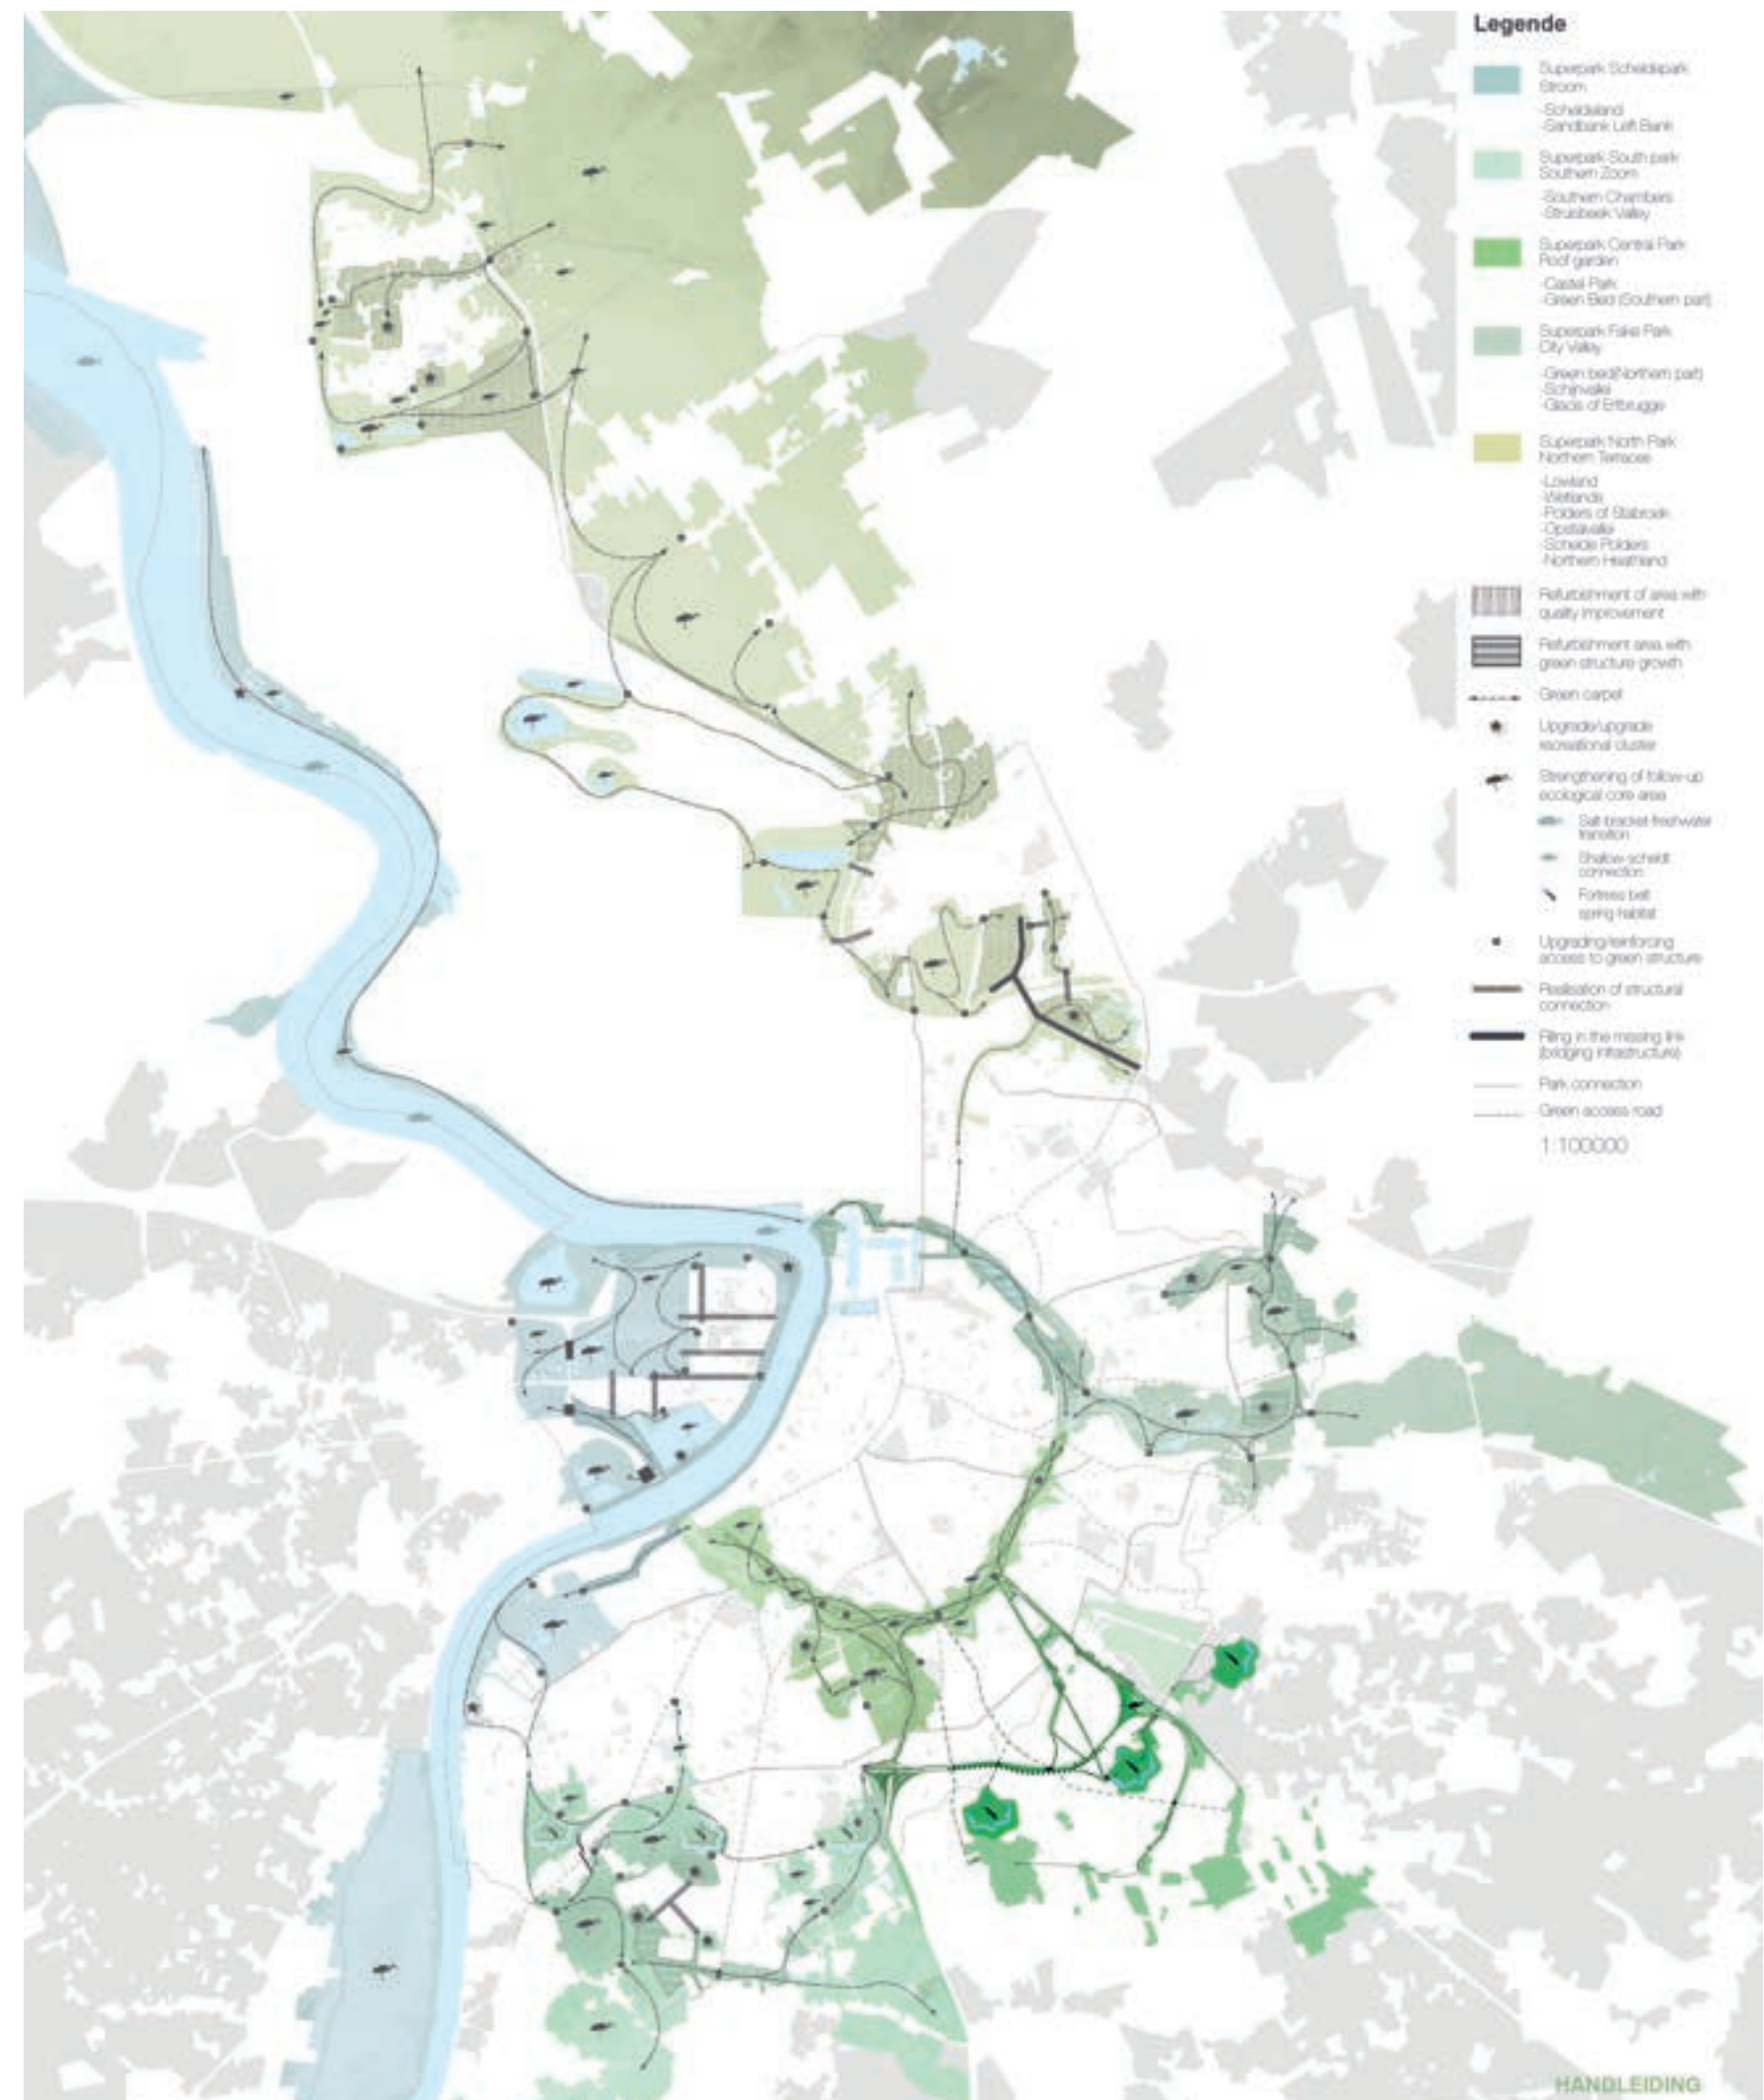 Legende
Superpark Scheldepark
Stroom
-Scheldeland
-Sandbank Left Bank
Superpark South park
Southern Zoom
-Southern Chambers
-Struisbeek Valley
Superpark Central Park
Roof garden
-Castel Park
-Green Bed (Southern part)
Superpark Fake Park
City Valley
-Green bed(Northern part)
-Schijnvallei
-Glacis of Ertbrugge
Superpark North Park
Northern Terraces
-Lowland
-Wetlands
-Polders of Stabroek
-Opstalvallei
-Schelde Polders
-Northern Heathland
Refurbishment of area with
quality improvement
Refurbishment area with
green structure growth
Green carpet
Upgrade/upgrade
recreational cluster
Strengthening of follow-up
ecological core area
Salt-bracket-freshwater
transition
Shallow-scheldt
connection
Fortress belt
spring habitat
Upgrading/reinforcing
access to green structure
Realisation of structural
connection
Filling in the missing link
(bridging infrastructure)
Park connection
Green access road
1:100000
HANDLEIDING